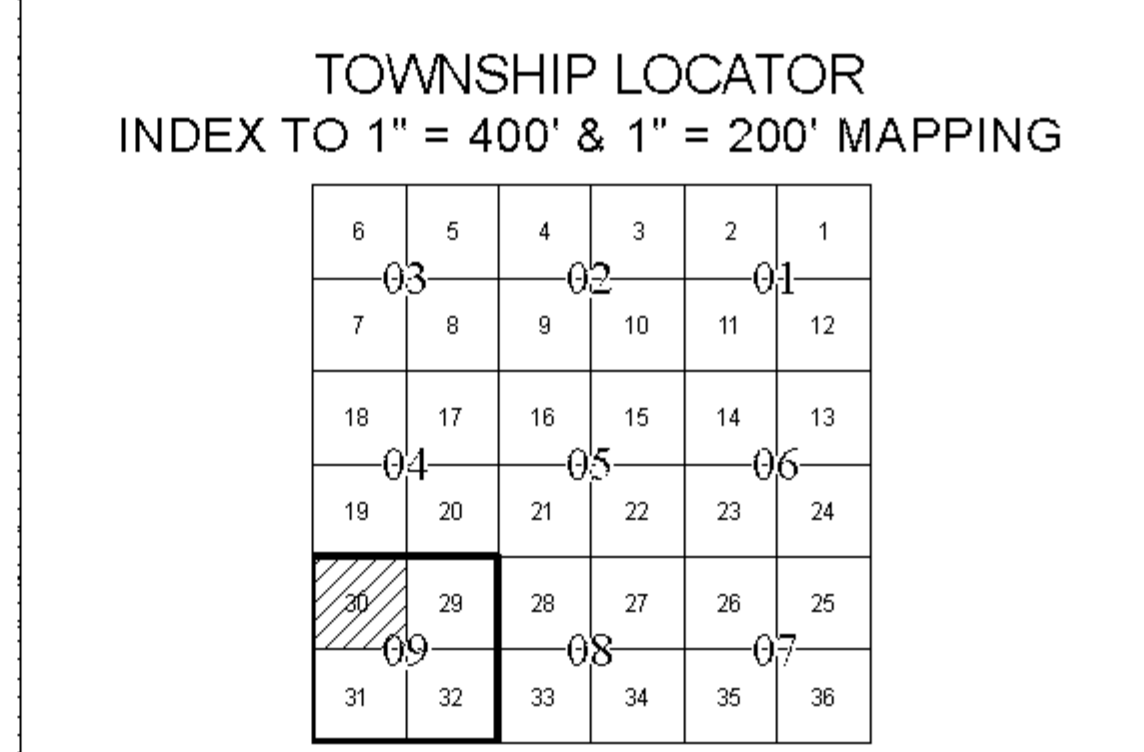 TOWNSHIP LOCATOR
INDEX TO 1" = 400' & 1" = 200' MAPPING
6 5 4 3 2 1
03 02 01
7 8 9 10 11 12
18 17 16 15 14 13
04 05 06
19 20 21 22 23 24
30 29 28 27 26 25
09 08 07
31 32 33 34 35 36